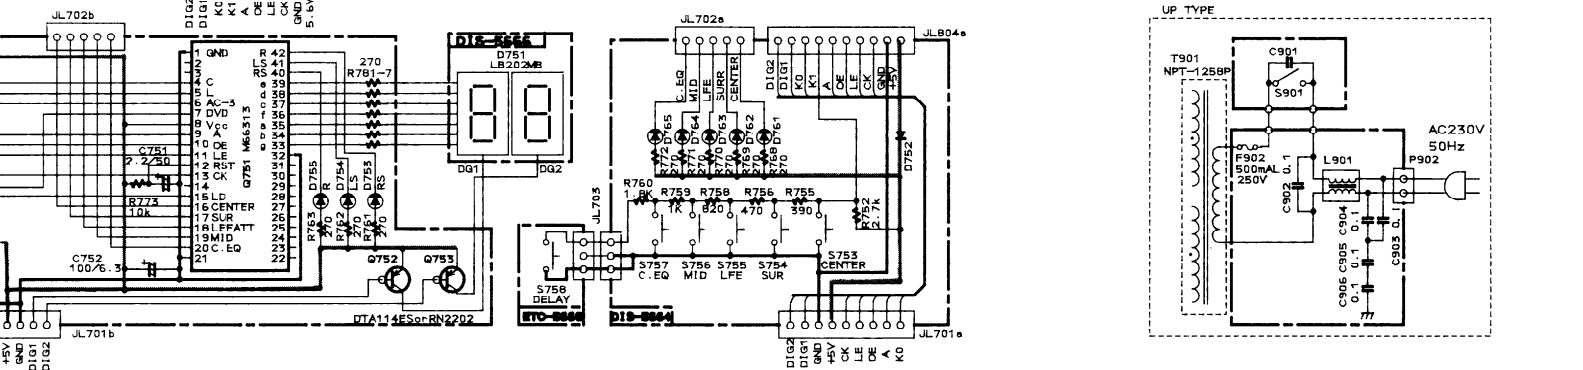 DIG2
DIG1
K0
K1
A
OE
LE
CK
GND
5.6V
JL702b
1 GND
2
3
4 C
5 L
6 AC-3
7 DVD
8 Vcc
9 A
10 OE
11 LE
12 RST
13 CK
14
15 LD
16 CENTER
17 SUR
18 LEFATT
19 MID
20 C.EQ
21
R 42
LS 41
RS 40
e 39
d 38
c 37
f 36
a 35
b 34
g 33
32
31
30
29
28
27
26
25
24
23
22
Q751 M66313
270
R781-7
C751
2.2/50
R773
10k
C752
100/6.3
D755
R
D754
LS
D753
RS
R763
270
R762
270
R761
270
Q752
Q753
DTA114ESorRN2202
JL701b
+5V
GND
DIG1
DIG2
DIS-5666
D751
LB202MB
DG1
DG2
S758
DELAY
JL703
JL702a
C.EQ
MID
LFE
SURR
CENTER
D765
D764
D763
D762
D761
R772
270
R771
270
R770
270
R769
270
R768
270
JL804a
DIG2
DIG1
K0
K1
A
OE
LE
CK
GND
+5V
D752
R760
1.8K
R759
1K
R758
820
R756
470
R755
390
R752
2.7k
S757
C.EQ
S756
MID
S755
LFE
S754
SUR
S753
CENTER
DIS-5664
JL701a
DIG2
DIG1
GND
+5V
CK
LE
OE
A
K0
UP TYPE
T901
NPT-1258P
C901
S901
F902
500mAL
250V
C902 0.1
L901
P902
AC230V
50Hz
C904 0.1
C903 0.1
C905 0.1
C906 0.1